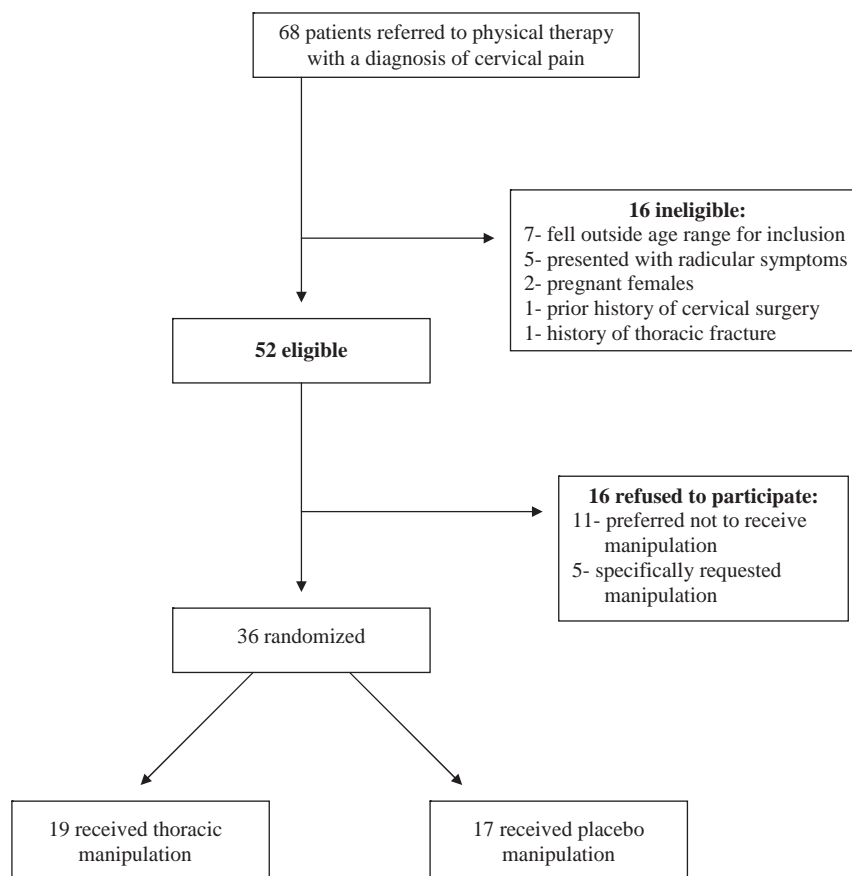 68 patients referred to physical therapy
with a diagnosis of cervical pain
16 ineligible:
7- fell outside age range for inclusion
5- presented with radicular symptoms
2- pregnant females
1- prior history of cervical surgery
1- history of thoracic fracture
52 eligible
16 refused to participate:
11- preferred not to receive
manipulation
5- specifically requested
manipulation
36 randomized
19 received thoracic
manipulation
17 received placebo
manipulation